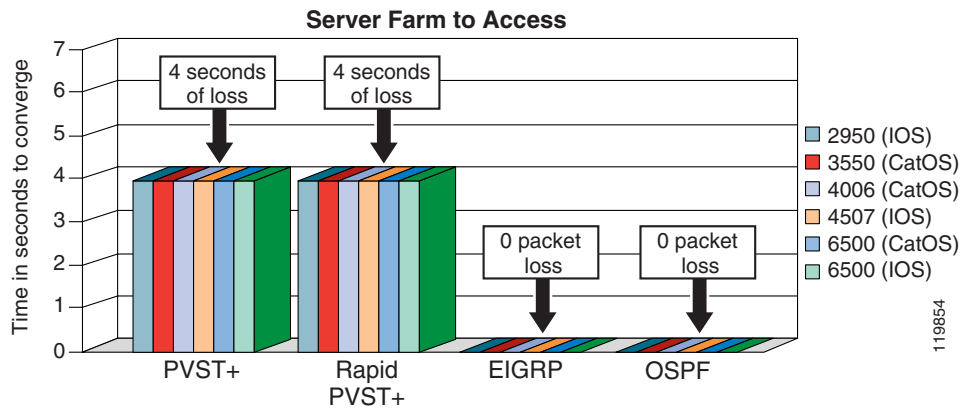 Server Farm to Access
Time in seconds to converge
7
6
5
4
3
2
1
0
4 seconds
of loss
4 seconds
of loss
0 packet
loss
0 packet
loss
PVST+
Rapid
PVST+
EIGRP
OSPF
2950 (IOS)
3550 (CatOS)
4006 (CatOS)
4507 (IOS)
6500 (CatOS)
6500 (IOS)
119854